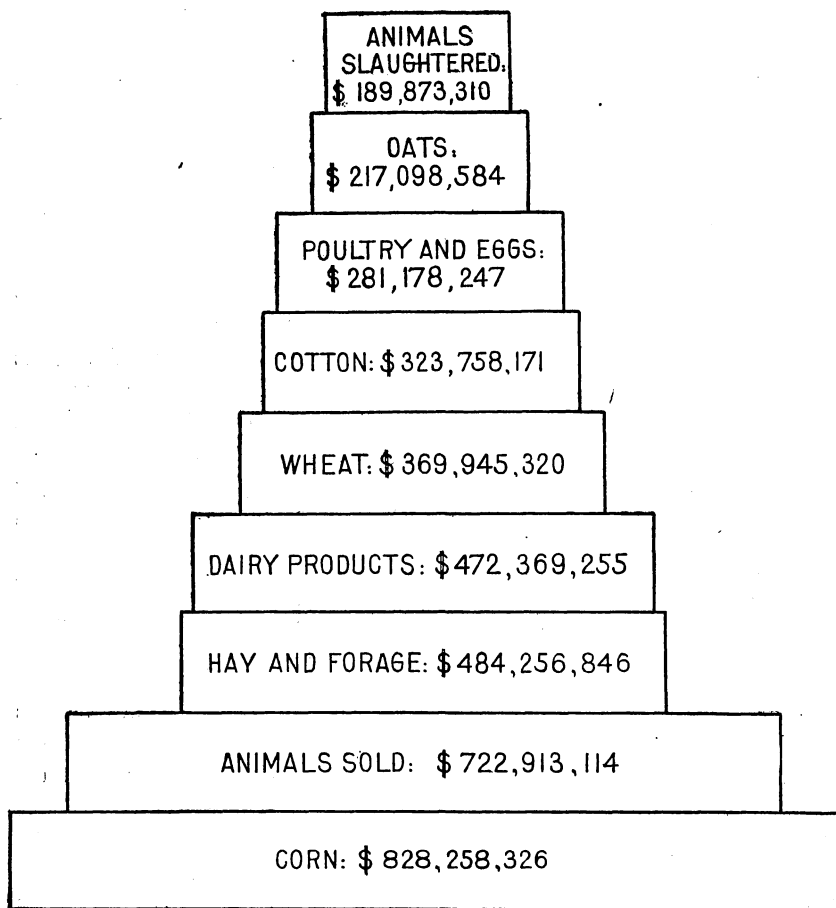 ANIMALS
SLAUGHTERED:
$ 189,873,310
OATS:
$ 217,098,584
POULTRY AND EGGS:
$ 281,178,247
COTTON: $ 323,758,171
WHEAT: $ 369,945,320
DAIRY PRODUCTS: $ 472,369,255
HAY AND FORAGE: $ 484,256,846
ANIMALS SOLD: $ 722,913,114
CORN: $ 828,258,326